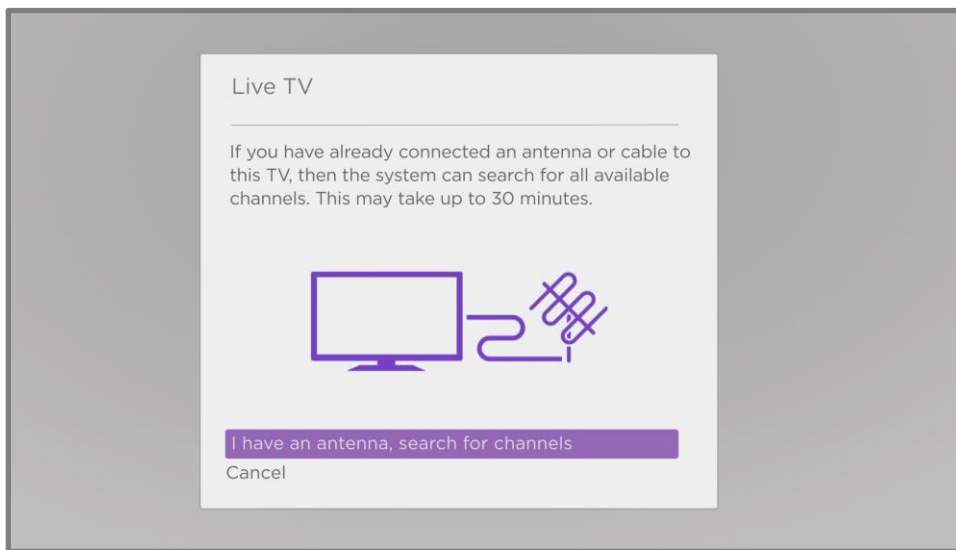 Live TV
If you have already connected an antenna or cable to
this TV, then the system can search for all available
channels. This may take up to 30 minutes.
I have an antenna, search for channels
Cancel